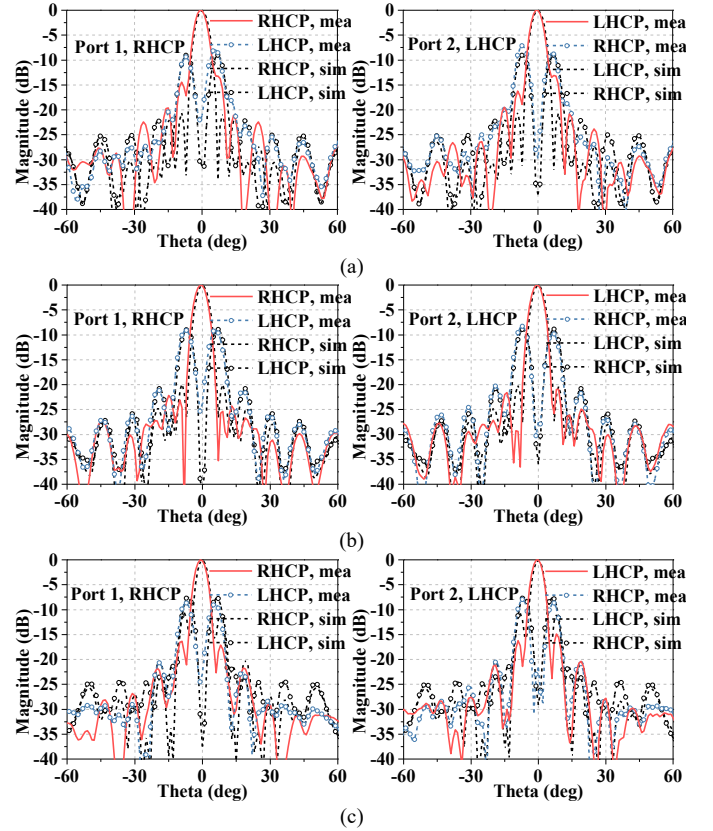 0
-5
-10
-15
-20
-25
-30
-35
-40
Magnitude (dB)
Port 1, RHCP
RHCP, mea
LHCP, mea
RHCP, sim
LHCP, sim
-60 -30 0 30 60
Theta (deg)
0
-5
-10
-15
-20
-25
-30
-35
-40
Magnitude (dB)
Port 2, LHCP
LHCP, mea
RHCP, mea
LHCP, sim
RHCP, sim
-60 -30 0 30 60
Theta (deg)
(a)
0
-5
-10
-15
-20
-25
-30
-35
-40
Magnitude (dB)
Port 1, RHCP
RHCP, mea
LHCP, mea
RHCP, sim
LHCP, sim
-60 -30 0 30 60
Theta (deg)
0
-5
-10
-15
-20
-25
-30
-35
-40
Magnitude (dB)
Port 2, LHCP
LHCP, mea
RHCP, mea
LHCP, sim
RHCP, sim
-60 -30 0 30 60
Theta (deg)
(b)
0
-5
-10
-15
-20
-25
-30
-35
-40
Magnitude (dB)
Port 1, RHCP
RHCP, mea
LHCP, mea
RHCP, sim
LHCP, sim
-60 -30 0 30 60
Theta (deg)
0
-5
-10
-15
-20
-25
-30
-35
-40
Magnitude (dB)
Port 2, LHCP
LHCP, mea
RHCP, mea
LHCP, sim
RHCP, sim
-60 -30 0 30 60
Theta (deg)
(c)